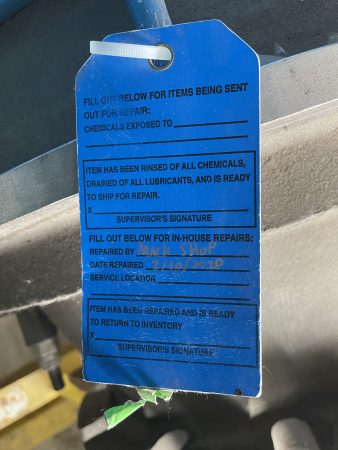 FILL OUT BELOW FOR ITEMS BEING SENT
OUT FOR REPAIR:
CHEMICALS EXPOSED TO
ITEM HAS BEEN RINSED OF ALL CHEMICALS,
DRAINED OF ALL LUBRICANTS, AND IS READY
TO SHIP FOR REPAIR.
X
SUPERVISOR'S SIGNATURE
FILL OUT BELOW FOR IN-HOUSE REPAIRS:
REPAIRED BY SHOP
DATE REPAIRED
SERVICE LOCATION
ITEM HAS BEEN REPAIRED AND IS READY
TO RETURN TO INVENTORY
X
SUPERVISOR'S SIGNATURE